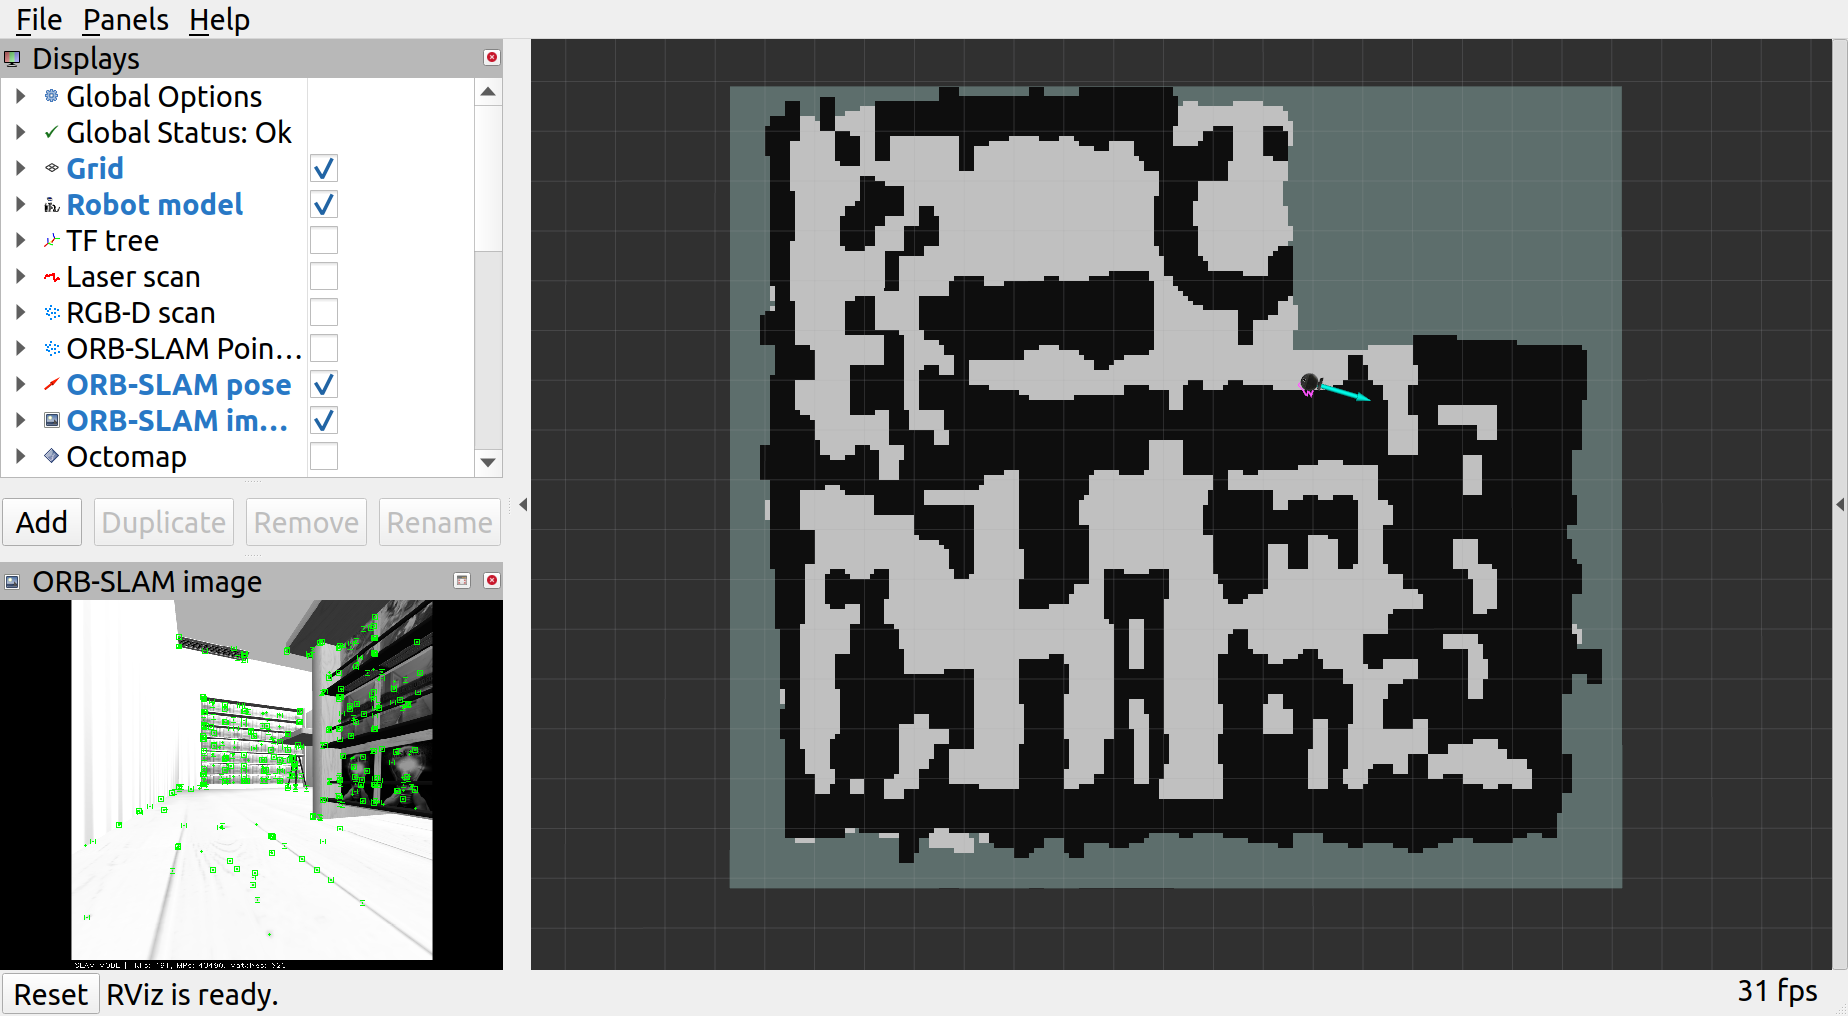 File Panels Help
Displays
Global Options
Global Status: Ok
Grid
Robot model
TF tree
Laser scan
RGB-D scan
ORB-SLAM Poin...
ORB-SLAM pose
ORB-SLAM im...
Octomap
Add Duplicate Remove Rename
ORB-SLAM image
SLAM MODE |
Reset RViz is ready.
31 fps